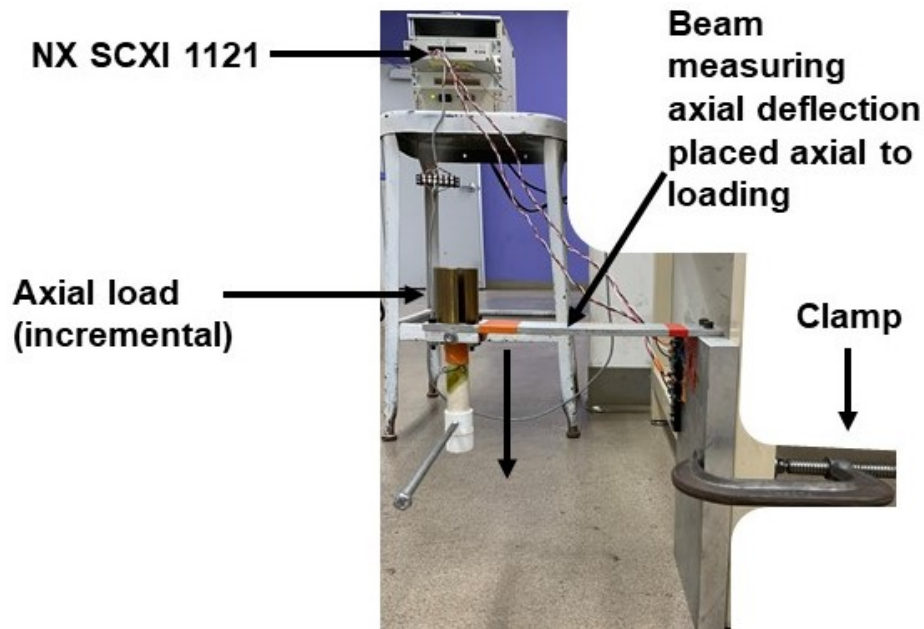 NX SCXI 1121
Beam
measuring
axial deflection
placed axial to
loading
Axial load
(incremental)
Clamp